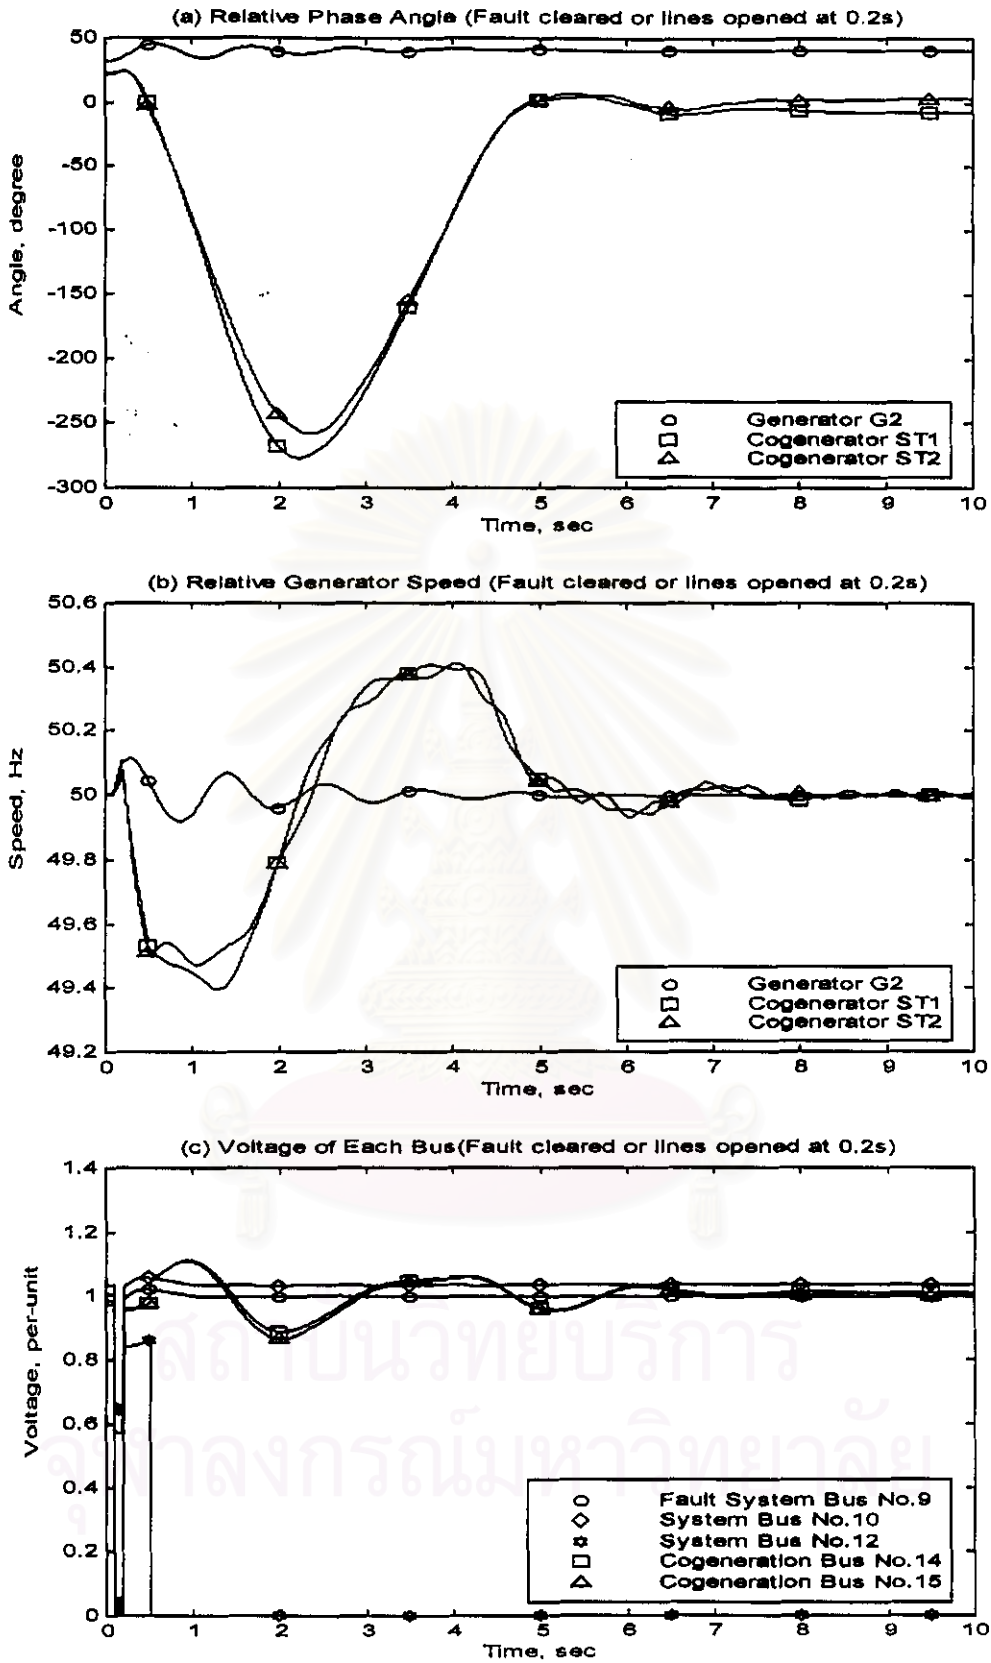 (a) Relative Phase Angle (Fault cleared or lines opened at 0.2s)
50
0
-50
-100
-150
-200
-250
-300
Angle, degree
Generator G2
Cogenerator ST1
Cogenerator ST2
0 1 2 3 4 5 6 7 8 9 10
Time, sec
(b) Relative Generator Speed (Fault cleared or lines opened at 0.2s)
50.6
50.4
50.2
50
49.8
49.6
49.4
49.2
Speed, Hz
Generator G2
Cogenerator ST1
Cogenerator ST2
0 1 2 3 4 5 6 7 8 9 10
Time, sec
(c) Voltage of Each Bus(Fault cleared or lines opened at 0.2s)
1.4
1.2
1
0.8
0.6
0.4
0.2
0
Voltage, per-unit
Fault System Bus No.9
System Bus No.10
System Bus No.12
Cogeneration Bus No.14
Cogeneration Bus No.15
0 1 2 3 4 5 6 7 8 9 10
Time, sec
สถาบันวิทยบริการ
จุฬาลงกรณ์มหาวิทยาลัย